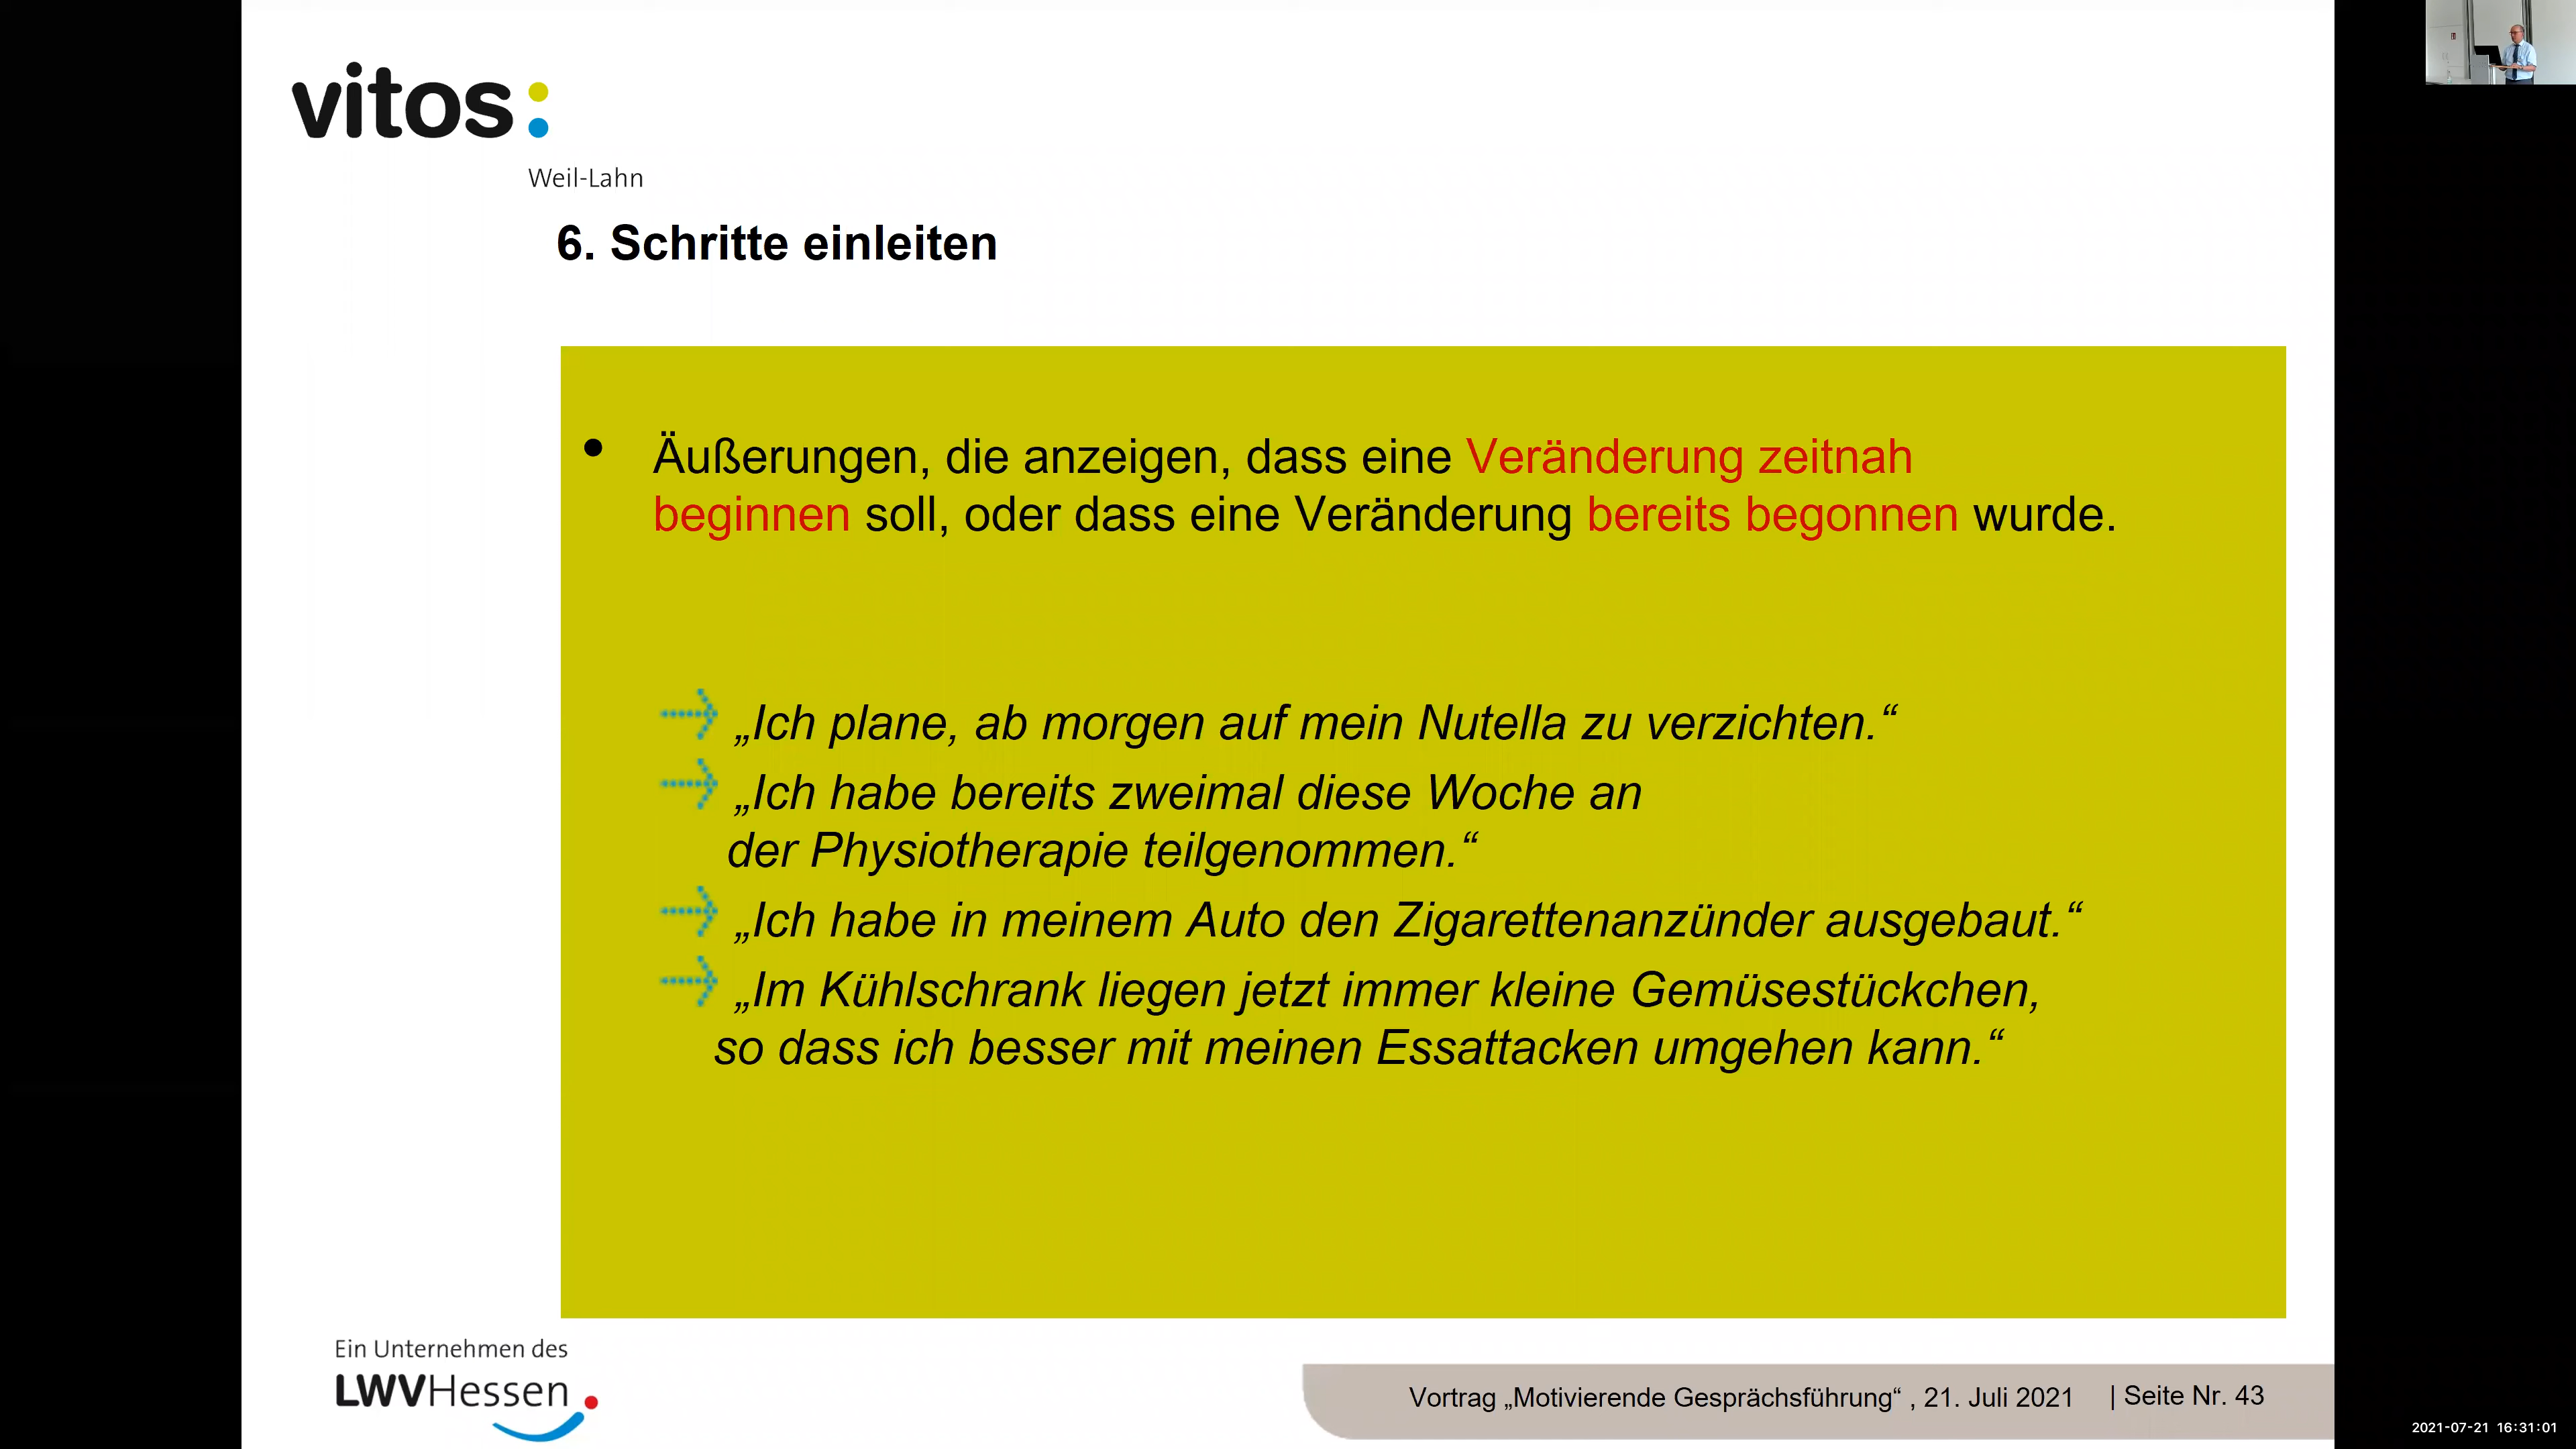 vitos:
Weil-Lahn
6. Schritte einleiten
• Äußerungen, die anzeigen, dass eine Veränderung zeitnah
beginnen soll, oder dass eine Veränderung bereits begonnen wurde.
„Ich plane, ab morgen auf mein Nutella zu verzichten.“
„Ich habe bereits zweimal diese Woche an
der Physiotherapie teilgenommen.“
„Ich habe in meinem Auto den Zigarettenanzünder ausgebaut.“
„Im Kühlschrank liegen jetzt immer kleine Gemüsestückchen,
so dass ich besser mit meinen Essattacken umgehen kann.“
Ein Unternehmen des
LWVHessen
Vortrag „Motivierende Gesprächsführung“ , 21. Juli 2021 | Seite Nr. 43
2021-07-21 16:31:01